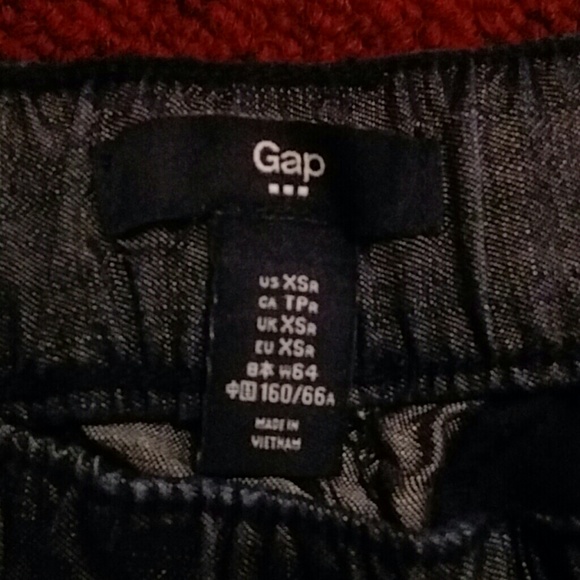 Gap
US XSR
CA TPR
UK XSR
EU XSR
日本 W64
中国 160/66A
MADE IN
VIETNAM